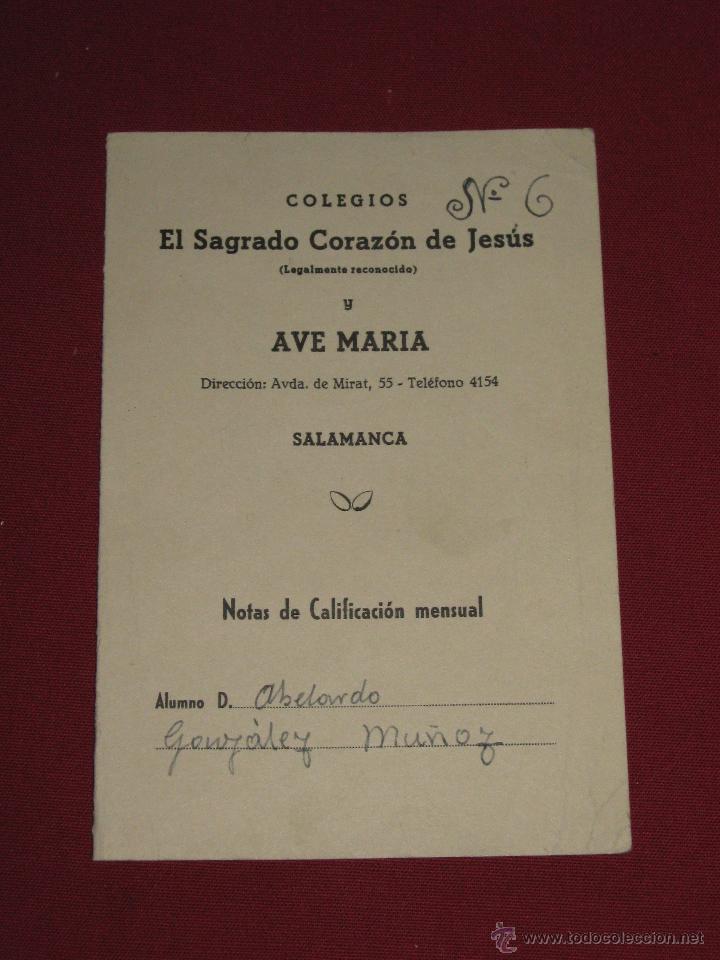 COLEGIOS Nº 6
El Sagrado Corazón de Jesús
(Legalmente reconocido)
y
AVE MARIA
Dirección: Avda. de Mirat, 55 - Teléfono 4154
SALAMANCA
Notas de Calificación mensual
Alumno D. Abelardo
González Muñoz
www.todocoleccion.net